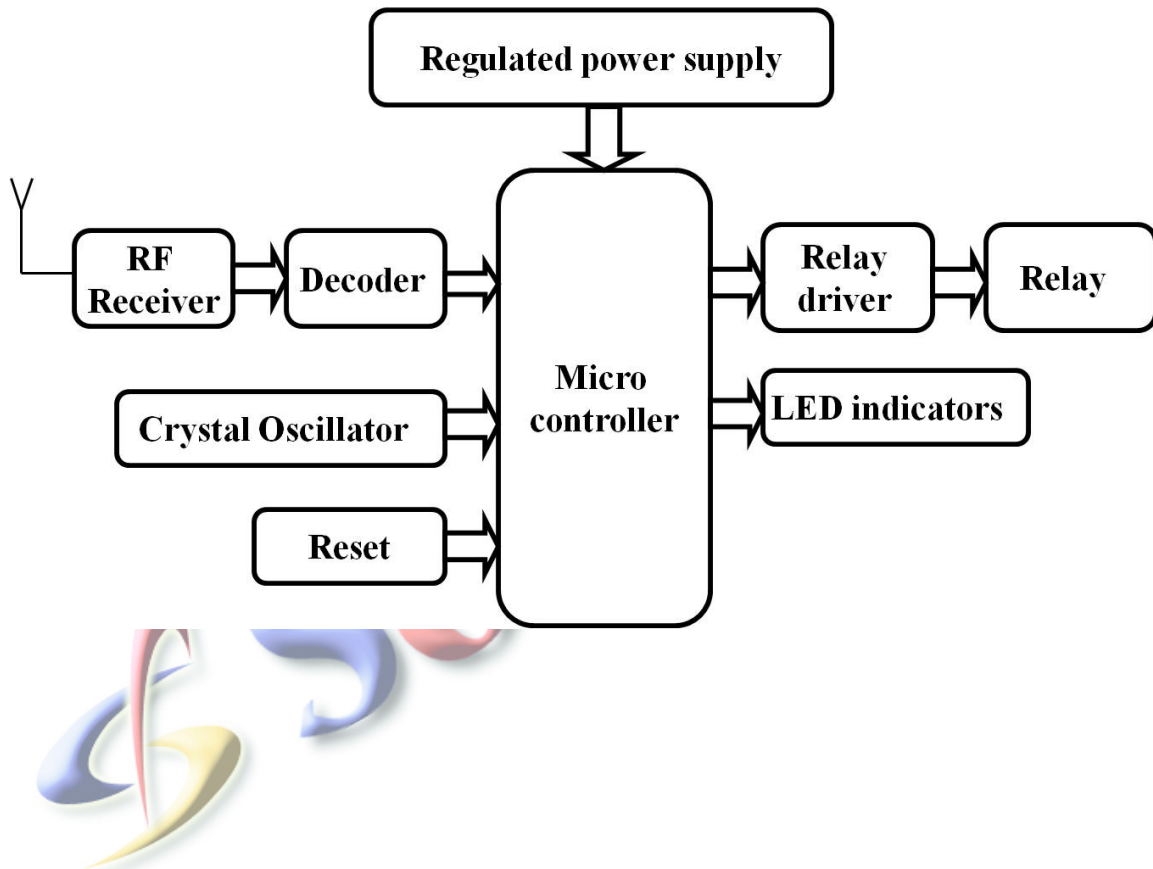 Regulated power supply
RF
Receiver
Decoder
Micro
controller
Relay
driver
Relay
Crystal Oscillator
LED indicators
Reset